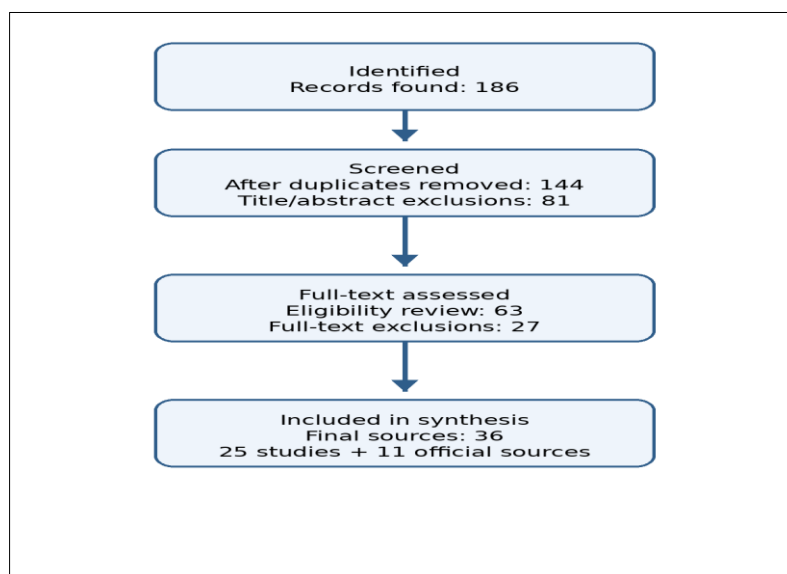 Identified
Records found: 186
Screened
After duplicates removed: 144
Title/abstract exclusions: 81
Full-text assessed
Eligibility review: 63
Full-text exclusions: 27
Included in synthesis
Final sources: 36
25 studies + 11 official sources